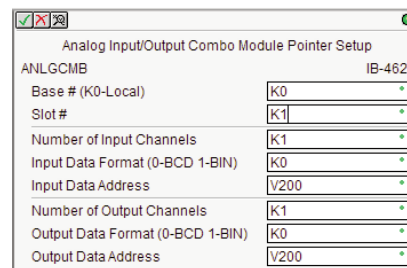 Analog Input/Output Combo Module Pointer Setup
ANLGCMB IB-462
Base # (K0-Local) K0
Slot # K1
Number of Input Channels K1
Input Data Format (0-BCD 1-BIN) K0
Input Data Address V200
Number of Output Channels K1
Output Data Format (0-BCD 1-BIN) K0
Output Data Address V200